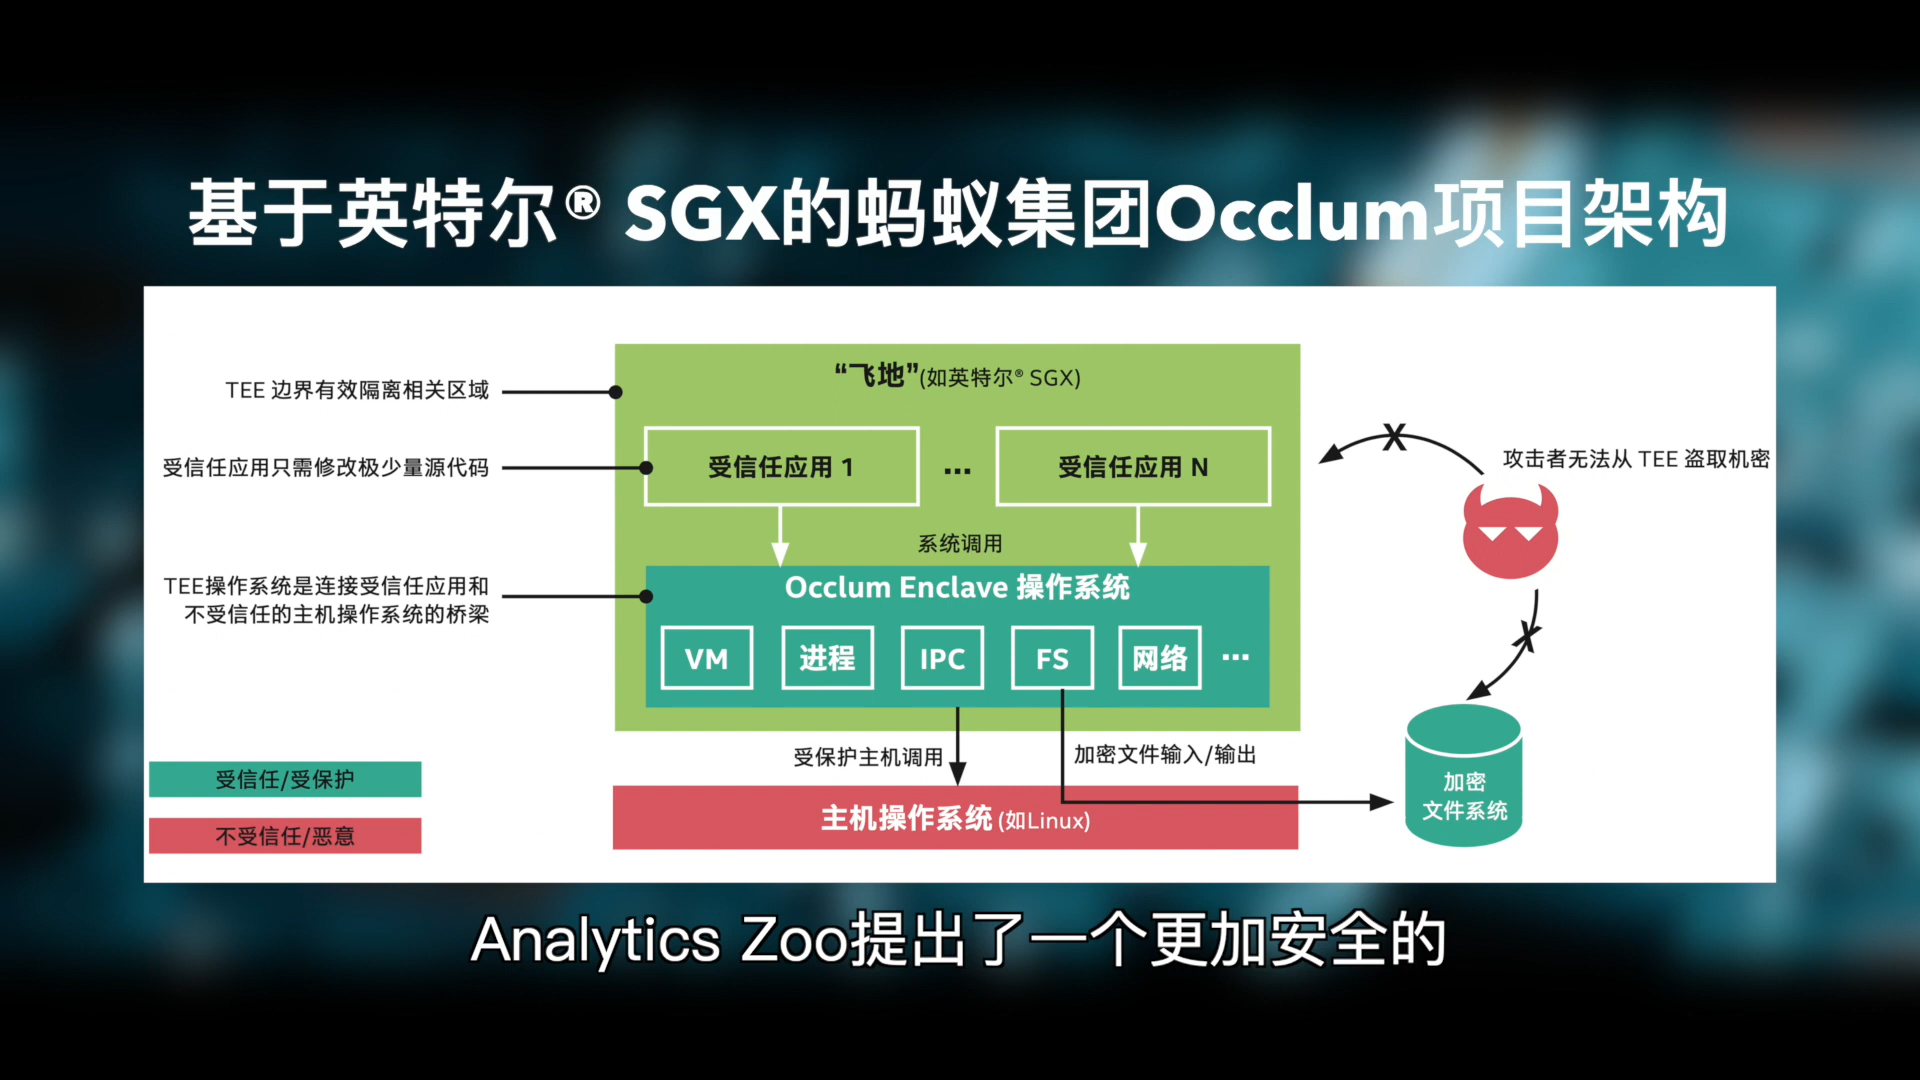 基于英特尔® SGX的蚂蚁集团Occlum项目架构
“飞地”(如英特尔® SGX)
TEE 边界有效隔离相关区域
受信任应用只需修改极少量源代码
受信任应用 1
...
受信任应用 N
攻击者无法从 TEE 盗取机密
X
系统调用
TEE操作系统是连接受信任应用和
不受信任的主机操作系统的桥梁
Occlum Enclave 操作系统
VM
进程
IPC
FS
网络
...
X
受保护主机调用
加密文件输入/输出
受信任/受保护
不受信任/恶意
主机操作系统 (如Linux)
加密
文件系统
Analytics Zoo提出了一个更加安全的